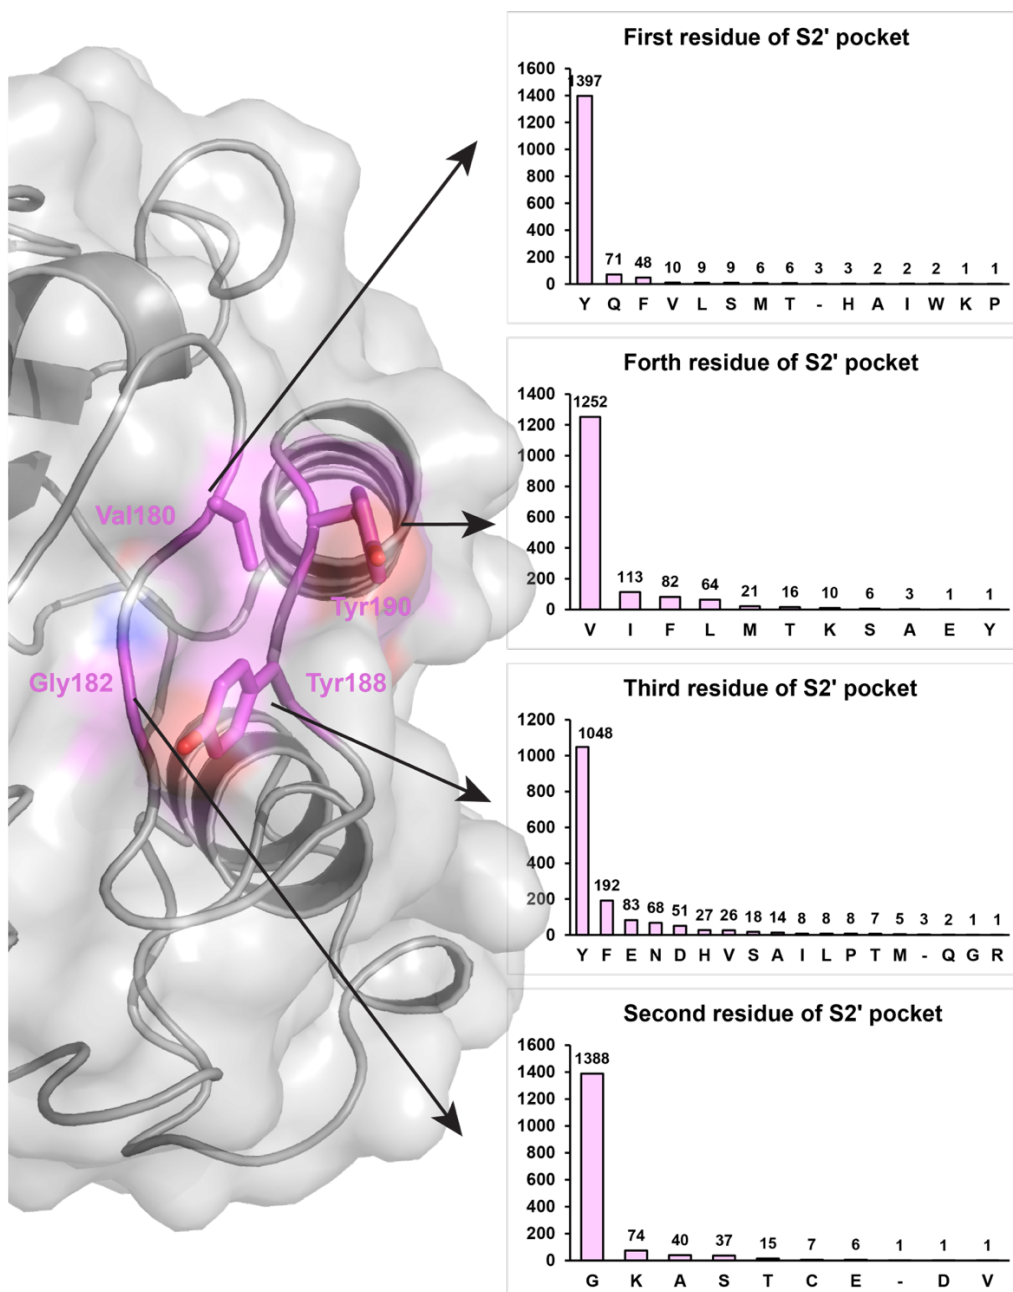 Val180
Tyr190
Gly182
Tyr188
First residue of S2' pocket
1600
1400
1200
1000
800
600
400
200
0
1397
71 48 10 9 9 6 6 3 3 2 2 2 1 1
Y Q F V L S M T - H A I W K P
Forth residue of S2' pocket
1400
1200
1000
800
600
400
200
0
1252
113 82 64 21 16 10 6 3 1 1
V I F L M T K S A E Y
Third residue of S2' pocket
1200
1000
800
600
400
200
0
1048
192 83 68 51 27 26 18 14 8 8 8 7 5 3 2 1 1
Y F E N D H V S A I L P T M - Q G R
Second residue of S2' pocket
1600
1400
1200
1000
800
600
400
200
0
1388
74 40 37 15 7 6 1 1 1
G K A S T C E - D V